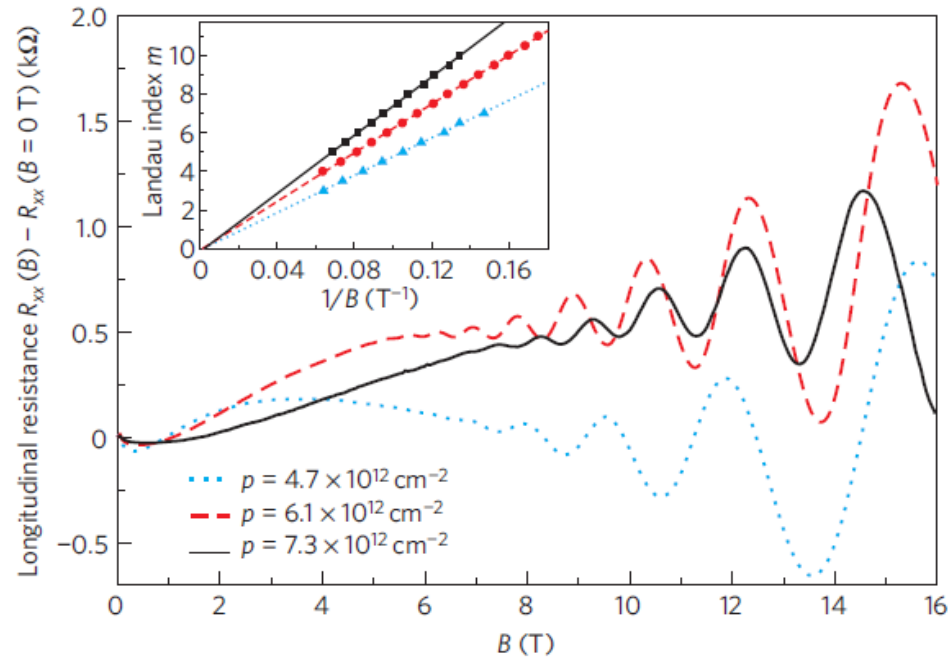 Longitudinal resistance Rxx (B) − Rxx (B = 0 T) (kΩ)
2.0
1.5
1.0
0.5
0
−0.5
Landau index m
10
8
6
4
2
0
0
0.04
0.08
0.12
0.16
1/B (T⁻¹)
p = 4.7 × 10¹² cm⁻²
p = 6.1 × 10¹² cm⁻²
p = 7.3 × 10¹² cm⁻²
0 2 4 6 8 10 12 14 16
B (T)